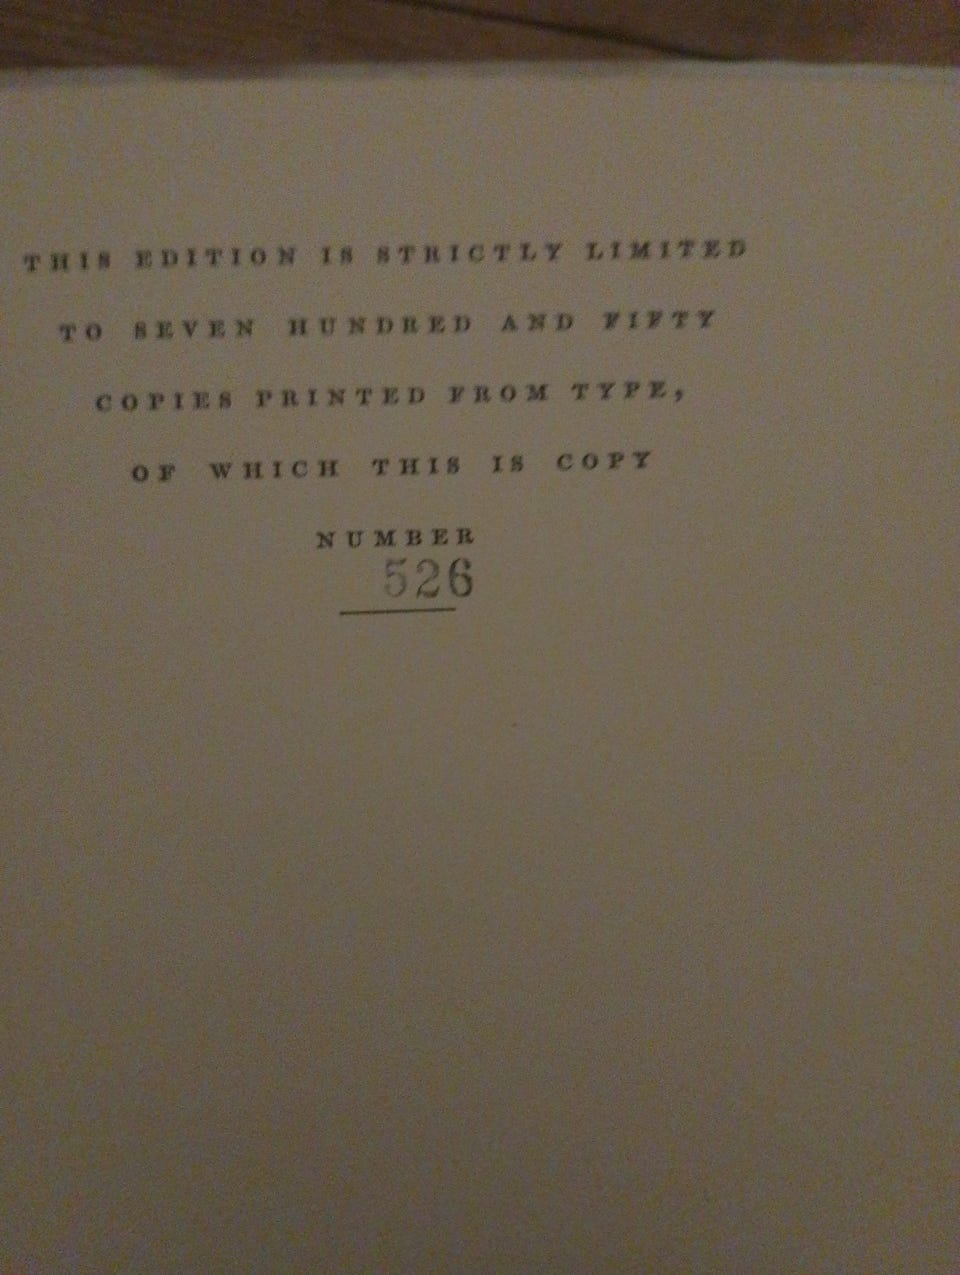 THIS EDITION IS STRICTLY LIMITED
TO SEVEN HUNDRED AND FIFTY
COPIES PRINTED FROM TYPE,
OF WHICH THIS IS COPY
NUMBER
526